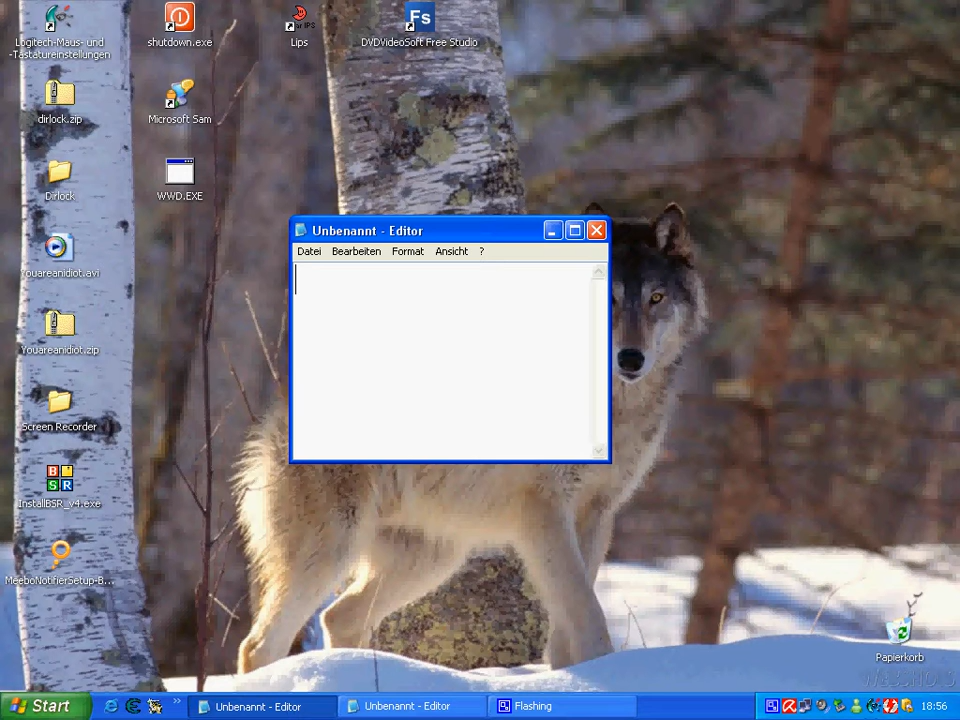 Logitech-Maus- und
-Tastatureinstellungen
shutdown.exe
Lips
Fs
DVDVideoSoft Free Studio
dirlock.zip
Microsoft Sam
Dirlock
WWD.EXE
Youareanidiot.avi
Youareanidiot.zip
Screen Recorder
B
S R
InstallBSR_v4.exe
MeeboNotifierSetup-B...
Unbenannt - Editor
Datei Bearbeiten Format Ansicht ?
Papierkorb
Start
Unbenannt - Editor
Unbenannt - Editor
Flashing
18:56